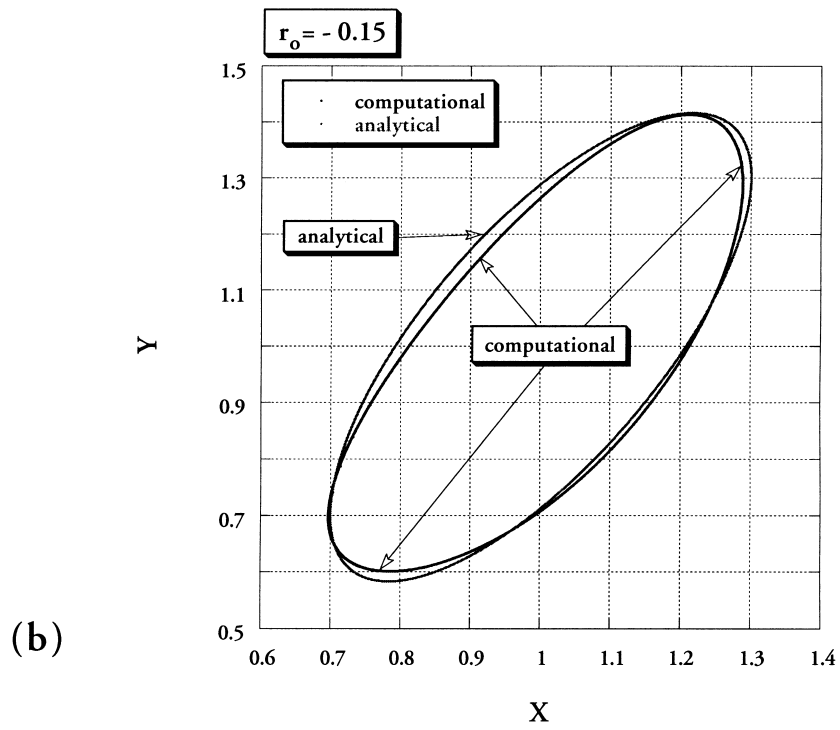 r₀ = - 0.15
computational
analytical
analytical
computational
Y
1.5
1.3
1.1
0.9
0.7
0.5
0.6 0.7 0.8 0.9 1 1.1 1.2 1.3 1.4
X
(b)